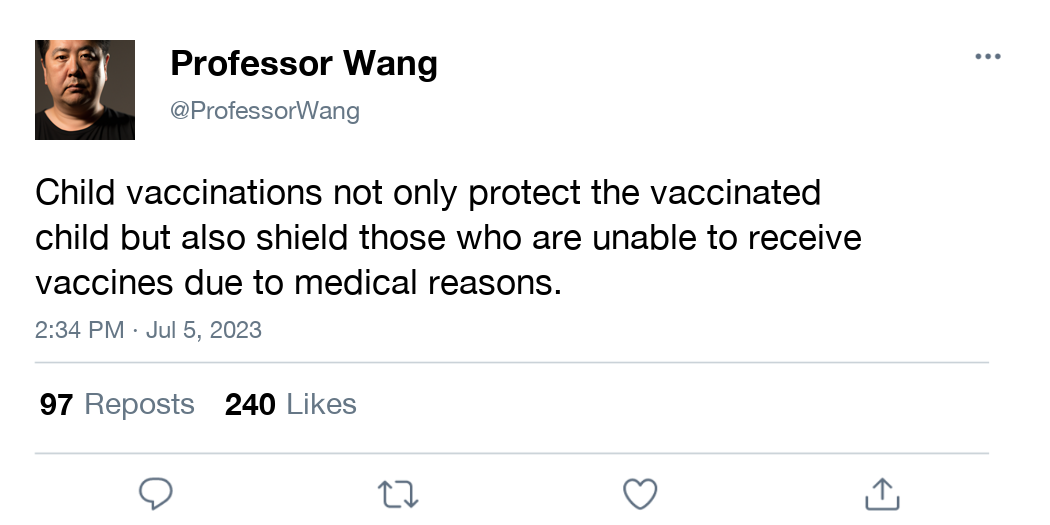 Professor Wang
@ProfessorWang
Child vaccinations not only protect the vaccinated
child but also shield those who are unable to receive
vaccines due to medical reasons.
2:34 PM · Jul 5, 2023
97 Reposts 240 Likes